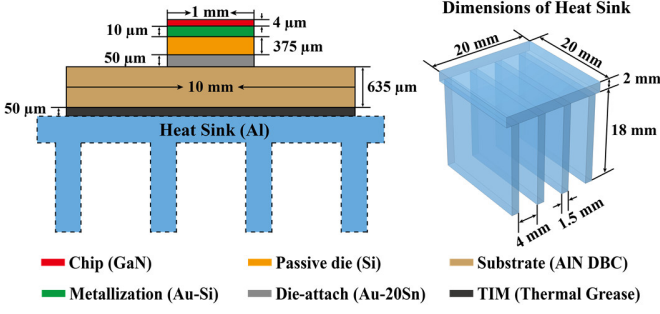 1 mm
4 μm
10 μm
375 μm
50 μm
10 mm
635 μm
50 μm
Heat Sink (Al)
Dimensions of Heat Sink
20 mm
20 mm
2 mm
18 mm
1.5 mm
4 mm
Chip (GaN)
Passive die (Si)
Substrate (AlN DBC)
Metallization (Au-Si)
Die-attach (Au-20Sn)
TIM (Thermal Grease)